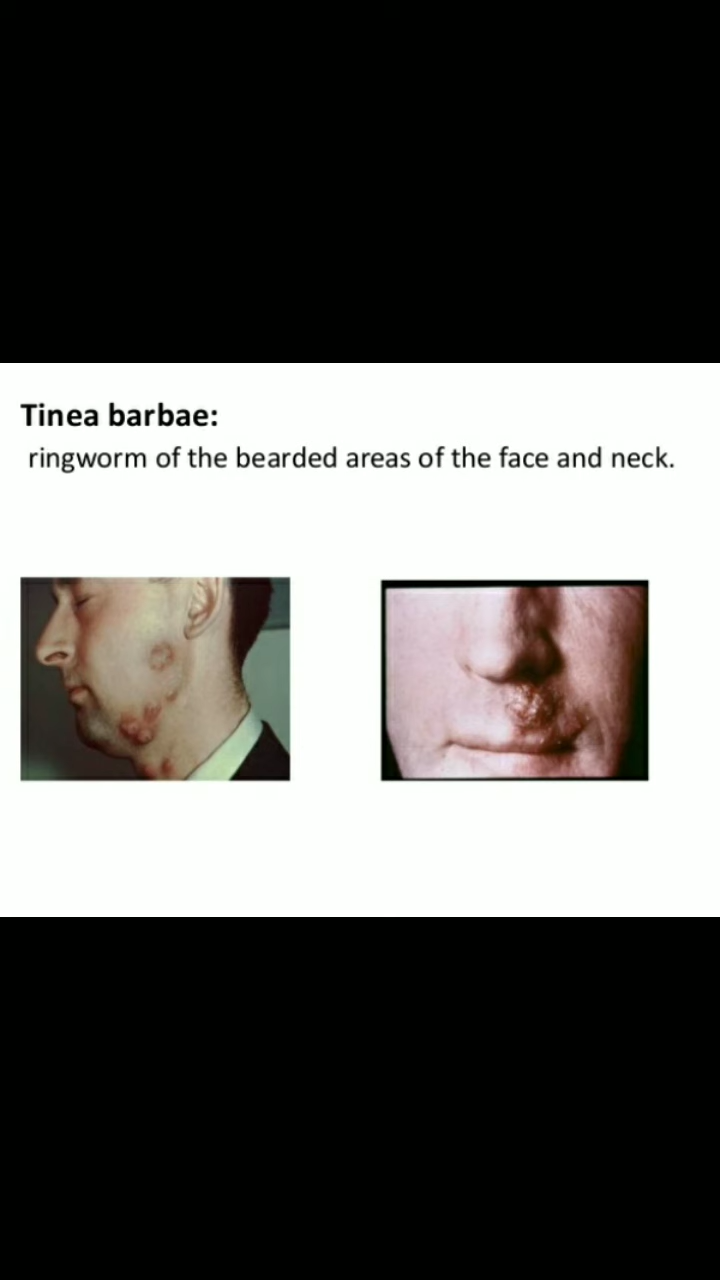 Tinea barbae:
ringworm of the bearded areas of the face and neck.